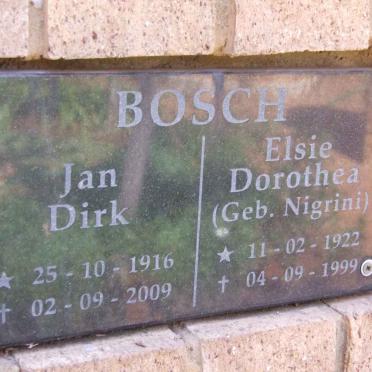 BOSCH
Jan
Dirk
★ 25 - 10 - 1916
† 02 - 09 - 2009
Elsie
Dorothea
(Geb. Nigrini)
★ 11 - 02 - 1922
† 04 - 09 - 1999